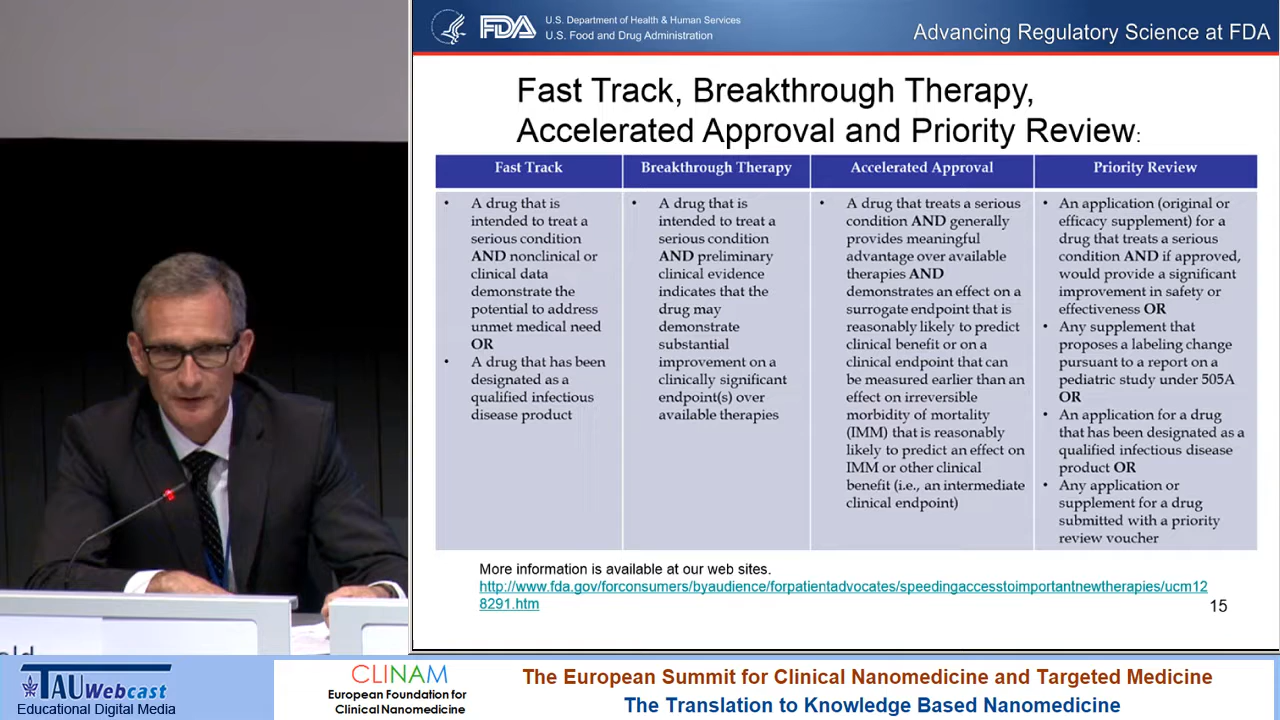 U.S. Department of Health & Human Services
FDA U.S. Food and Drug Administration
Advancing Regulatory Science at FDA
Fast Track, Breakthrough Therapy,
Accelerated Approval and Priority Review:
Fast Track
A drug that is
intended to treat a
serious condition
AND nonclinical or
clinical data
demonstrate the
potential to address
unmet medical need
OR
A drug that has been
designated as a
qualified infectious
disease product
Breakthrough Therapy
A drug that is
intended to treat a
serious condition
AND preliminary
clinical evidence
indicates that the
drug may
demonstrate
substantial
improvement on a
clinically significant
endpoint(s) over
available therapies
Accelerated Approval
A drug that treats a serious
condition AND generally
provides meaningful
advantage over available
therapies AND
demonstrates an effect on a
surrogate endpoint that is
reasonably likely to predict
clinical benefit or on a
clinical endpoint that can
be measured earlier than an
effect on irreversible
morbidity of mortality
(IMM) that is reasonably
likely to predict an effect on
IMM or other clinical
benefit (i.e., an intermediate
clinical endpoint)
Priority Review
An application (original or
efficacy supplement) for a
drug that treats a serious
condition AND if approved,
would provide a significant
improvement in safety or
effectiveness OR
Any supplement that
proposes a labeling change
pursuant to a report on a
pediatric study under 505A
OR
An application for a drug
that has been designated as a
qualified infectious disease
product OR
Any application or
supplement for a drug
submitted with a priority
review voucher
More information is available at our web sites.
http://www.fda.gov/forconsumers/byaudience/forpatientadvocates/speedingaccesstoimportantnewtherapies/ucm12
8291.htm
15
TAUWebcast
Educational Digital Media
CLINAM
European Foundation for
Clinical Nanomedicine
The European Summit for Clinical Nanomedicine and Targeted Medicine
The Translation to Knowledge Based Nanomedicine